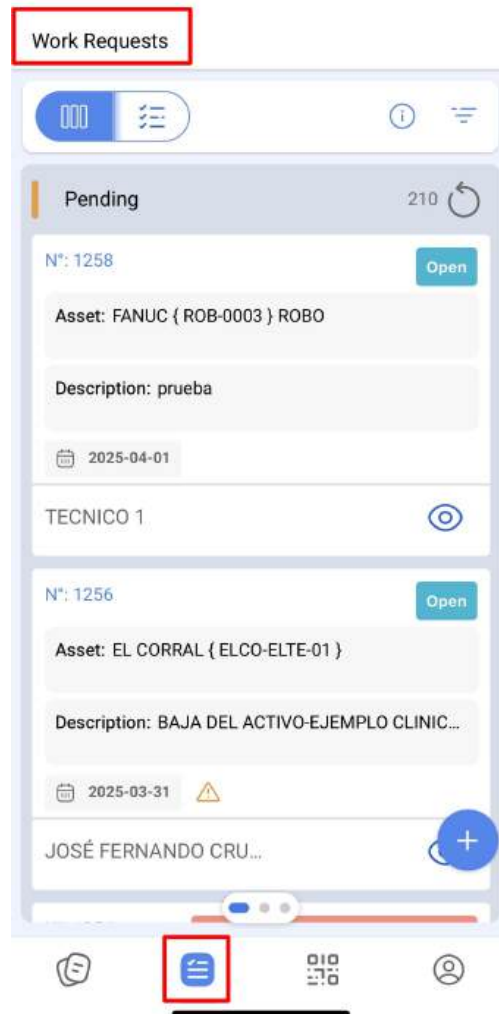 Work Requests
Pending 210
N°: 1258
Open
Asset: FANUC { ROB-0003 } ROBO
Description: prueba
2025-04-01
TECNICO 1
N°: 1256
Open
Asset: EL CORRAL { ELCO-ELTE-01 }
Description: BAJA DEL ACTIVO-EJEMPLO CLINIC...
2025-03-31
JOSÉ FERNANDO CRU...